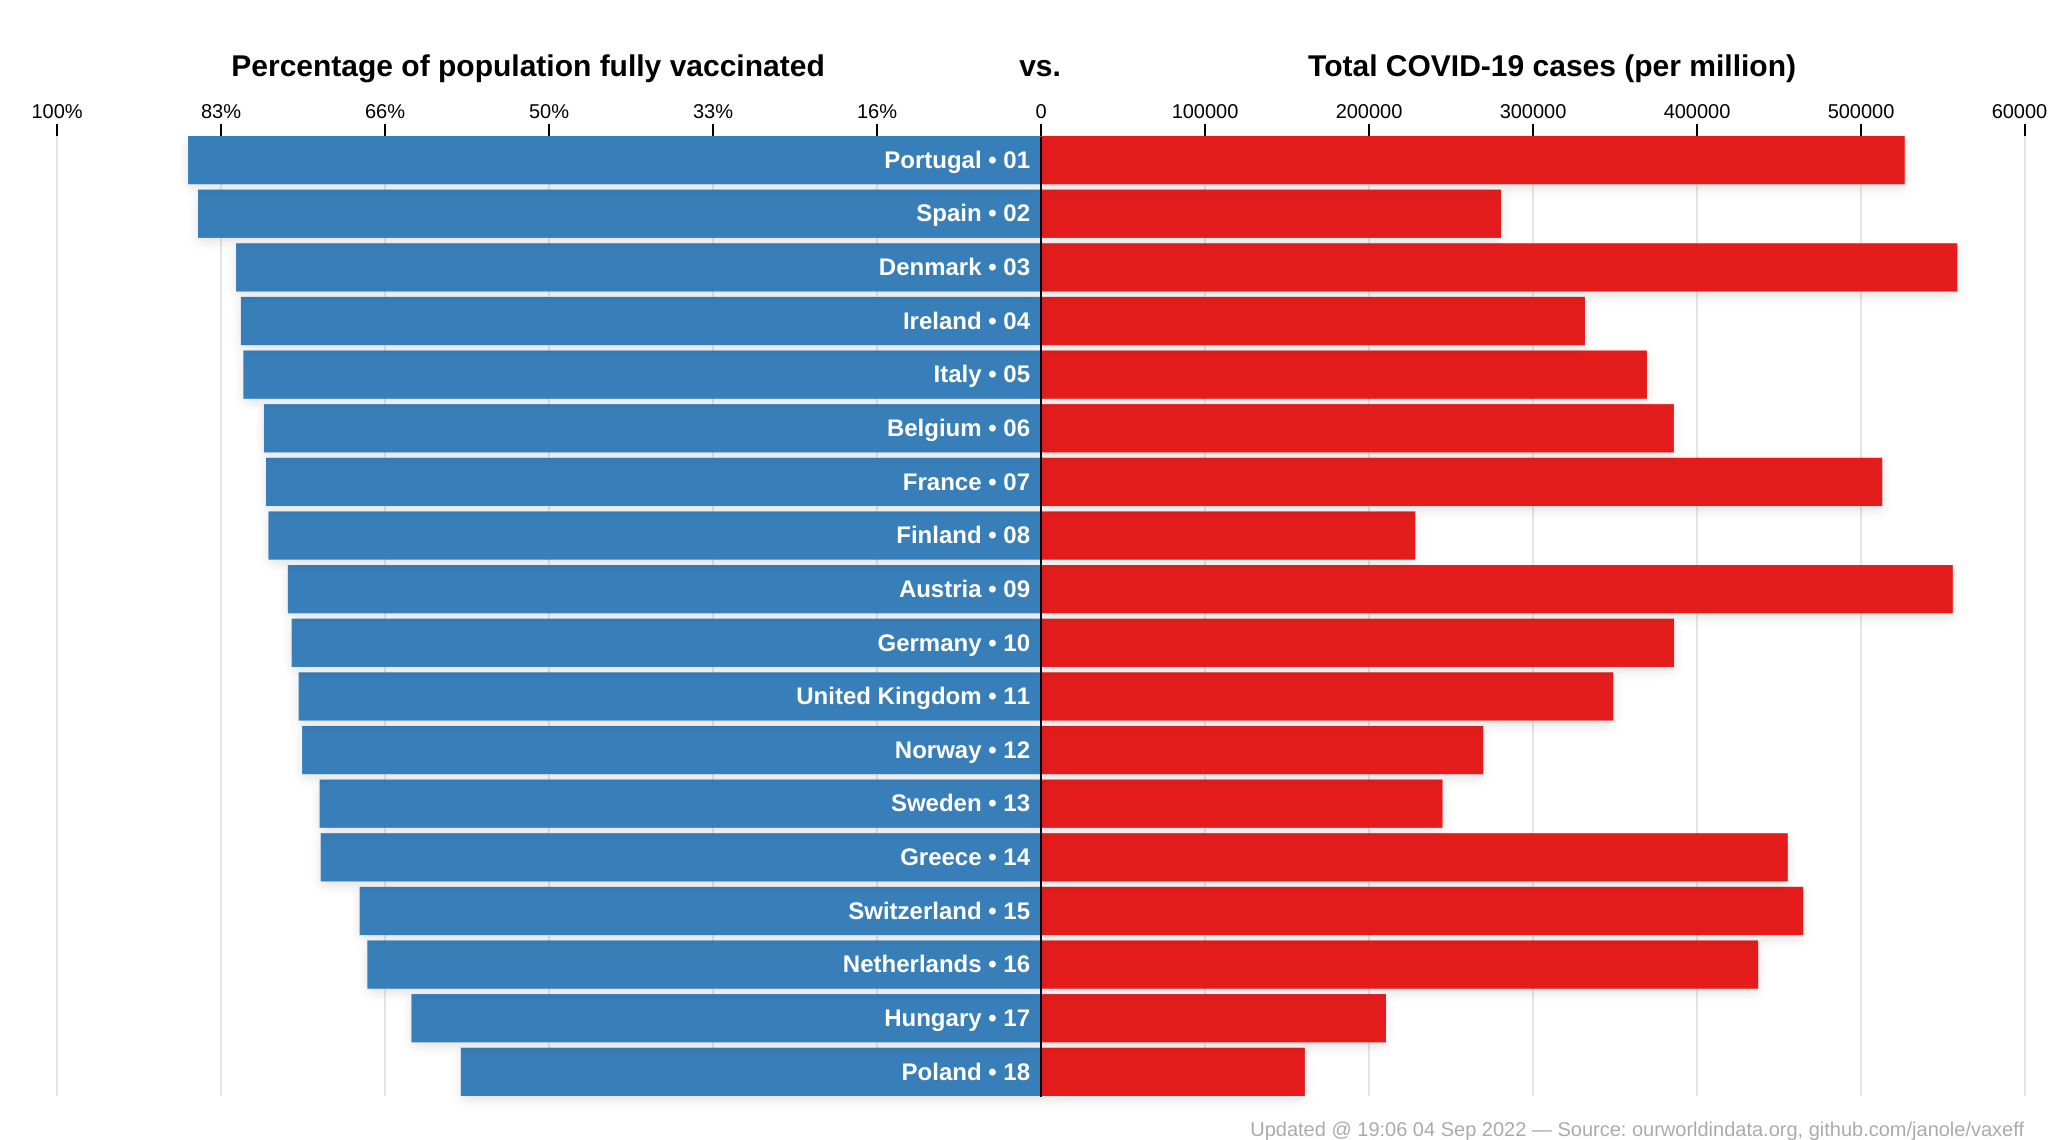 Percentage of population fully vaccinated vs. Total COVID-19 cases (per million)
100% 83% 66% 50% 33% 16% 0 100000 200000 300000 400000 500000 60000
Portugal • 01
Spain • 02
Denmark • 03
Ireland • 04
Italy • 05
Belgium • 06
France • 07
Finland • 08
Austria • 09
Germany • 10
United Kingdom • 11
Norway • 12
Sweden • 13
Greece • 14
Switzerland • 15
Netherlands • 16
Hungary • 17
Poland • 18
Updated @ 19:06 04 Sep 2022 — Source: ourworldindata.org, github.com/janole/vaxeff